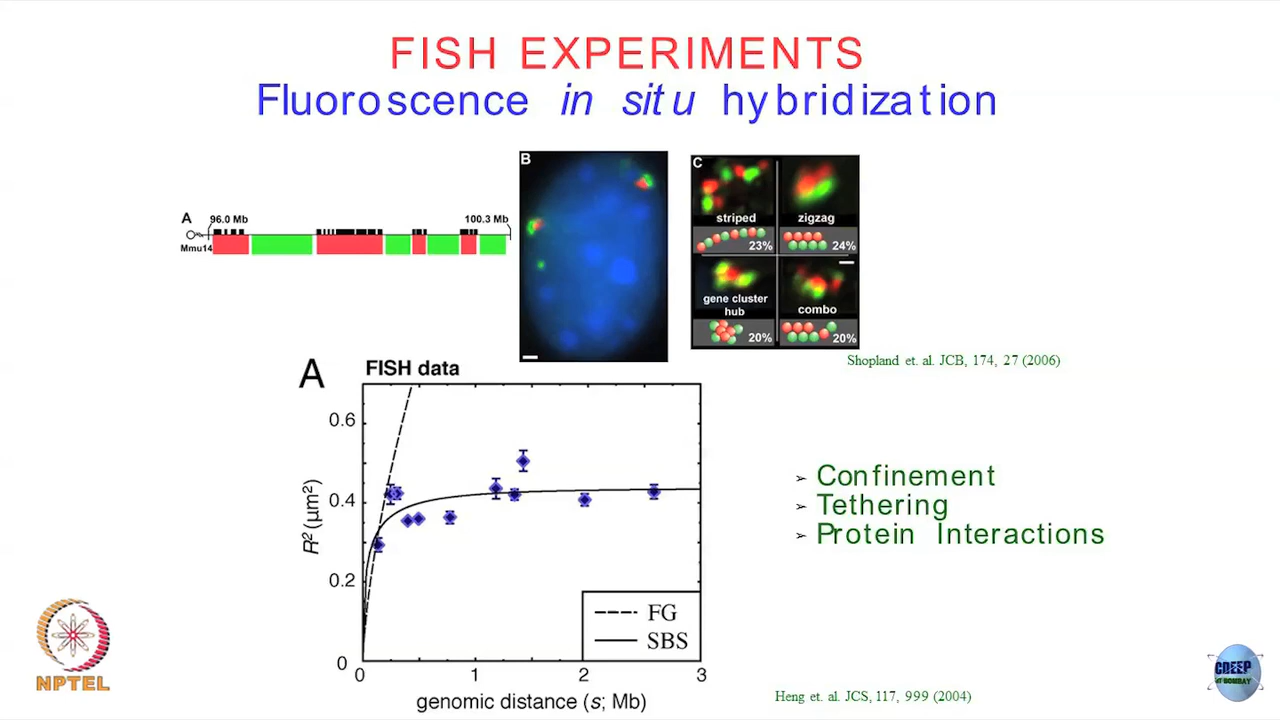 FISH EXPERIMENTS
Fluoroscence in situ hybridization
A
96.0 Mb
100.3 Mb
Mmu14
B
C
striped
23%
zigzag
24%
gene cluster
hub
20%
combo
20%
Shopland et. al. JCB, 174, 27 (2006)
A
FISH data
0.6
0.4
0.2
0
R² (μm²)
FG
SBS
0 1 2 3
genomic distance (s; Mb)
➢ Confinement
➢ Tethering
➢ Protein Interactions
Heng et. al. JCS, 117, 999 (2004)
NPTEL
CDEEP
IIT BOMBAY